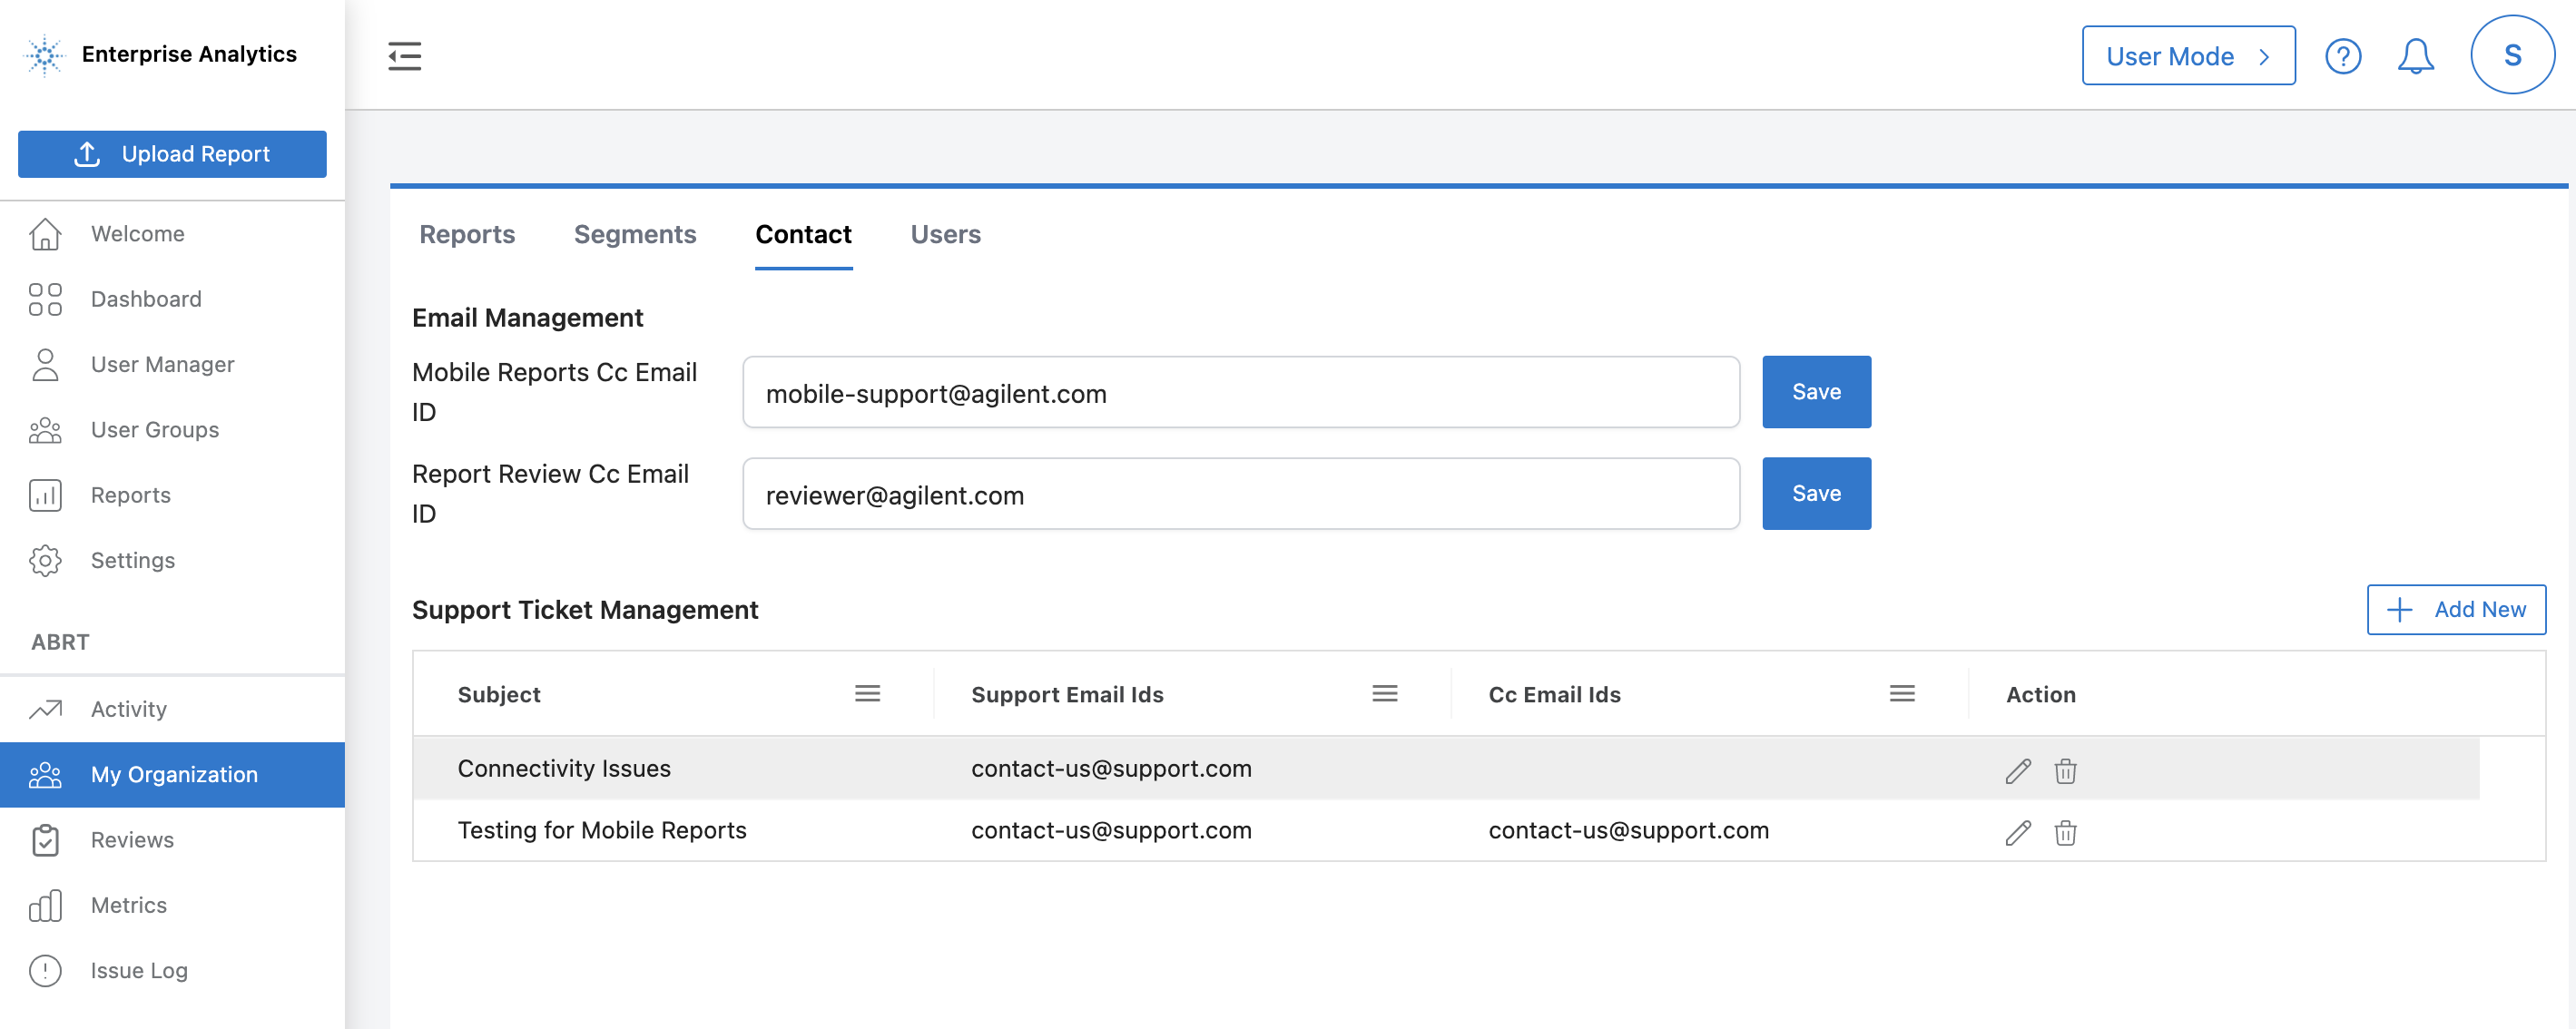 Enterprise Analytics
User Mode
S
Upload Report
Welcome
Dashboard
User Manager
User Groups
Reports
Settings
ABRT
Activity
My Organization
Reviews
Metrics
Issue Log
Reports Segments Contact Users
Email Management
Mobile Reports Cc Email
ID
mobile-support@agilent.com
Save
Report Review Cc Email
ID
reviewer@agilent.com
Save
Support Ticket Management
Add New
Subject Support Email Ids Cc Email Ids Action
Connectivity Issues contact-us@support.com
Testing for Mobile Reports contact-us@support.com contact-us@support.com